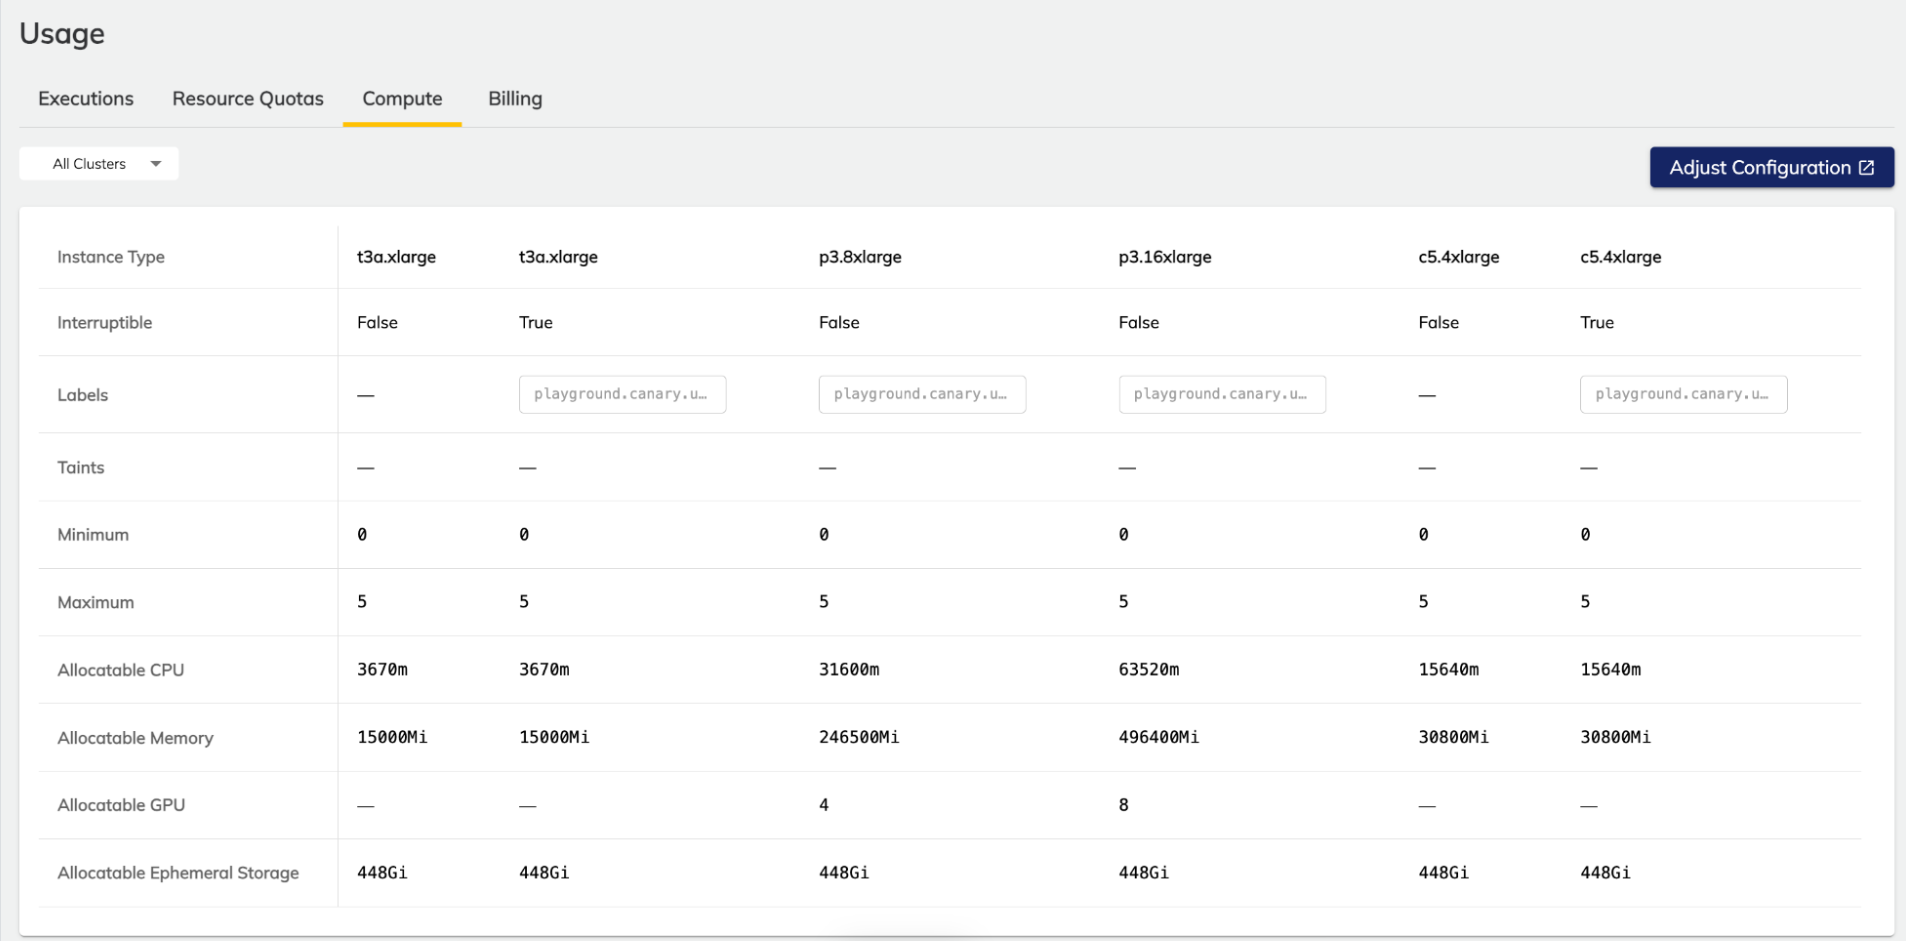 Usage
Executions Resource Quotas Compute Billing
All Clusters
Adjust Configuration
Instance Type t3a.xlarge t3a.xlarge p3.8xlarge p3.16xlarge c5.4xlarge c5.4xlarge
Interruptible False True False False False True
Labels — playground.canary.u… playground.canary.u… playground.canary.u… — playground.canary.u…
Taints — — — — — —
Minimum 0 0 0 0 0 0
Maximum 5 5 5 5 5 5
Allocatable CPU 3670m 3670m 31600m 63520m 15640m 15640m
Allocatable Memory 15000Mi 15000Mi 246500Mi 496400Mi 30800Mi 30800Mi
Allocatable GPU — — 4 8 — —
Allocatable Ephemeral Storage 448Gi 448Gi 448Gi 448Gi 448Gi 448Gi